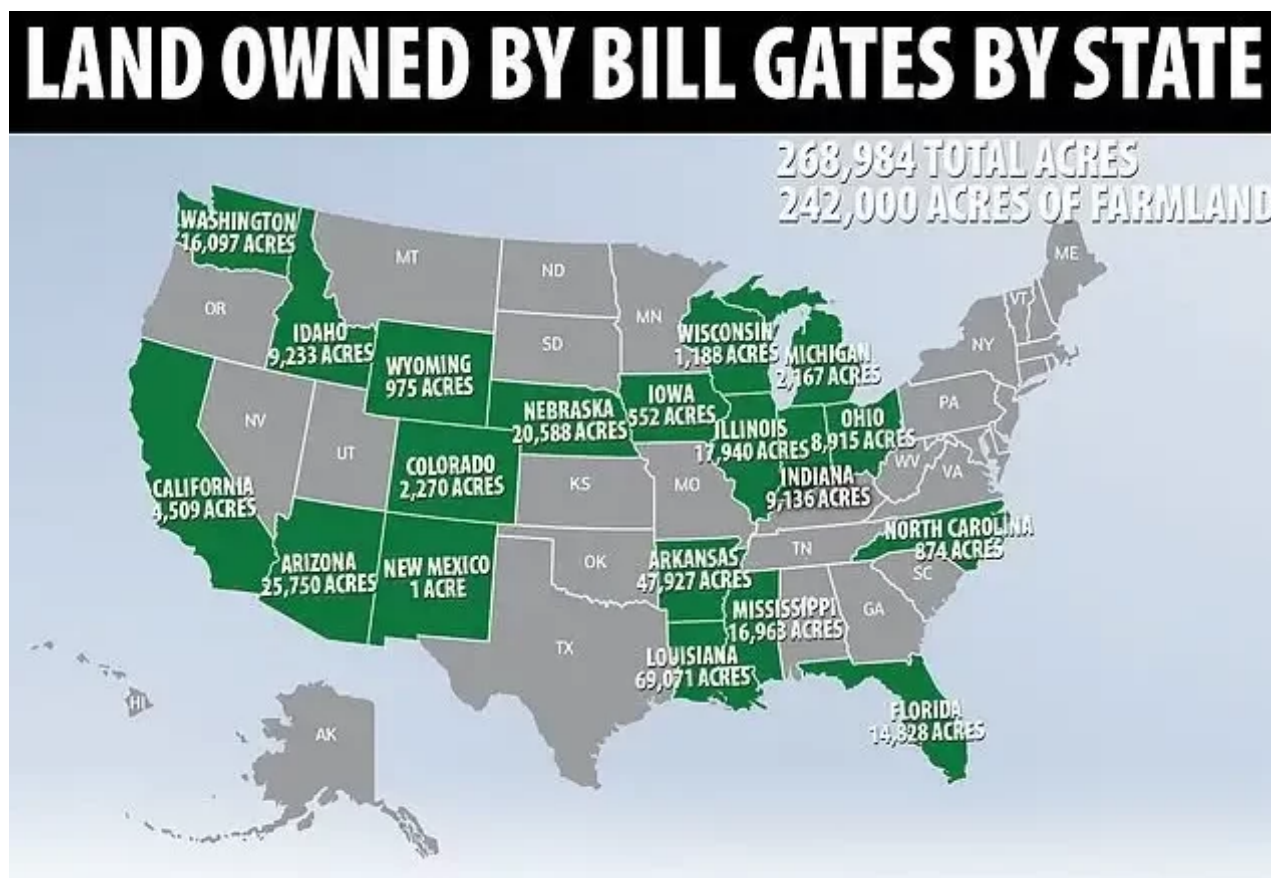 LAND OWNED BY BILL GATES BY STATE
268,984 TOTAL ACRES
242,000 ACRES OF FARMLAND
WASHINGTON
16,097 ACRES
MT
ND
MN
ME
VT
OR
IDAHO
9,233 ACRES
WYOMING
975 ACRES
SD
WISCONSIN
1,188 ACRES
MICHIGAN
2,167 ACRES
NY
NEBRASKA
20,588 ACRES
IOWA
552 ACRES
ILLINOIS
17,940 ACRES
OHIO
8,915 ACRES
PA
NV
UT
COLORADO
2,270 ACRES
KS
MO
INDIANA
9,136 ACRES
WV
VA
CALIFORNIA
4,509 ACRES
ARIZONA
25,750 ACRES
NEW MEXICO
1 ACRE
OK
ARKANSAS
47,927 ACRES
TN
NORTH CAROLINA
874 ACRES
SC
MISSISSIPPI
16,963 ACRES
GA
TX
LOUISIANA
69,071 ACRES
FLORIDA
14,828 ACRES
HI
AK